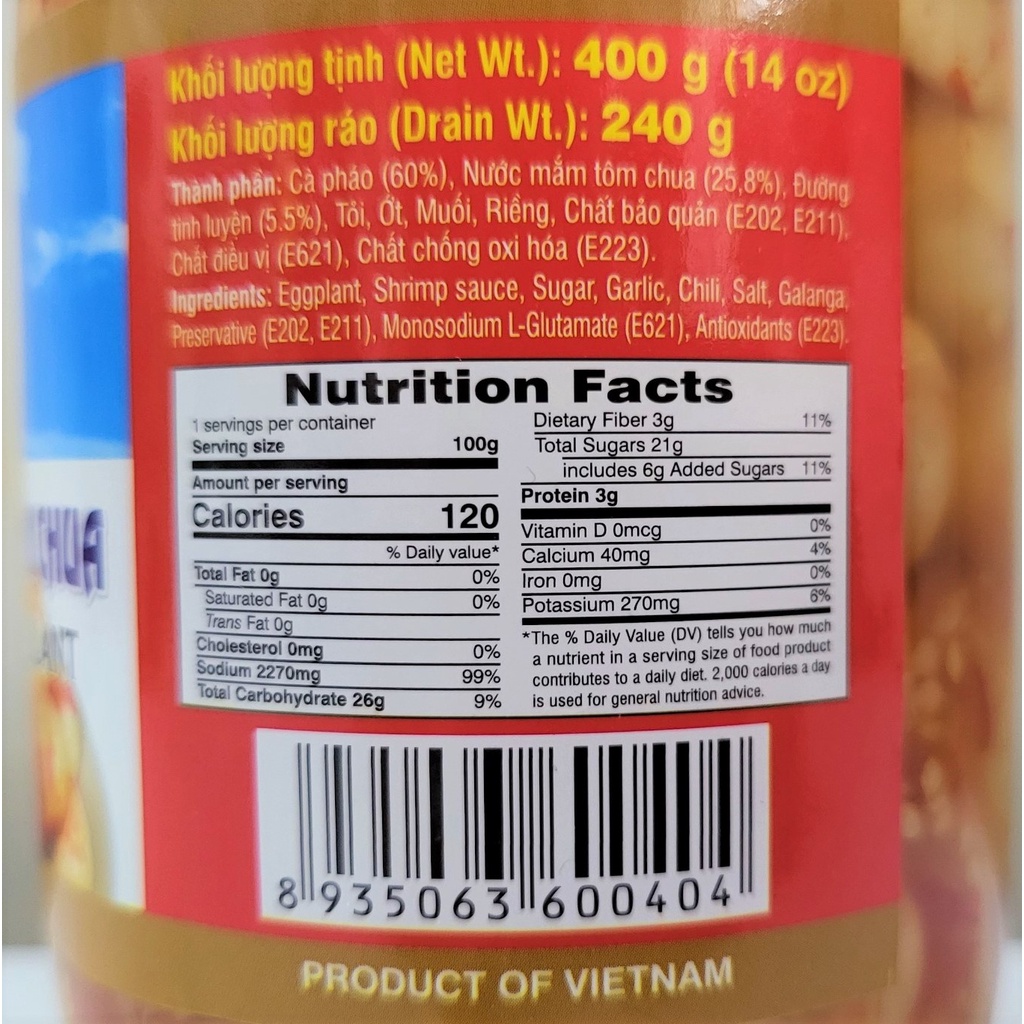 Khối lượng tịnh (Net Wt.): 400 g (14 oz)
Khối lượng ráo (Drain Wt.): 240 g
Thành phần: Cà pháo (60%), Nước mắm tôm chua (25,8%), Đường
tinh luyện (5.5%), Tỏi, Ớt, Muối, Riềng, Chất bảo quản (E202, E211),
Chất điều vị (E621), Chất chống oxi hóa (E223).
Ingredients: Eggplant, Shrimp sauce, Sugar, Garlic, Chili, Salt, Galanga,
Preservative (E202, E211), Monosodium L-Glutamate (E621), Antioxidants (E223).
Nutrition Facts
1 servings per container
Serving size 100g
Amount per serving
Calories 120
% Daily value*
Total Fat 0g 0%
Saturated Fat 0g 0%
Trans Fat 0g
Cholesterol 0mg 0%
Sodium 2270mg 99%
Total Carbohydrate 26g 9%
Dietary Fiber 3g 11%
Total Sugars 21g
includes 6g Added Sugars 11%
Protein 3g
Vitamin D 0mcg 0%
Calcium 40mg 4%
Iron 0mg 0%
Potassium 270mg 6%
*The % Daily Value (DV) tells you how much
a nutrient in a serving size of food product
contributes to a daily diet. 2,000 calories a day
is used for general nutrition advice.
8 935063 600404
PRODUCT OF VIETNAM
CHUA
ANT